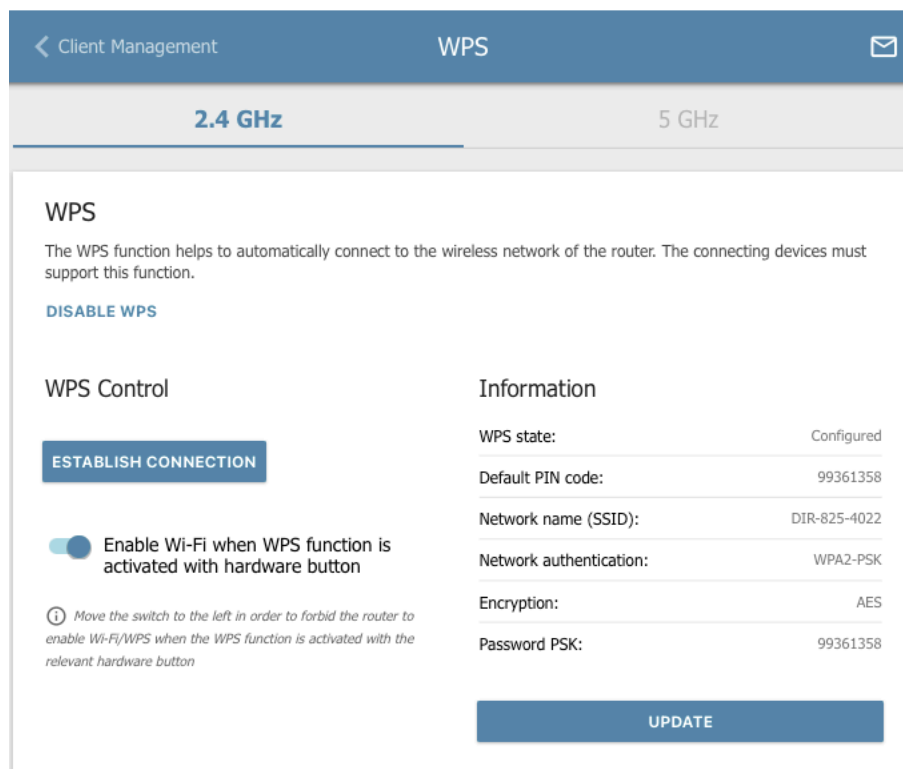 Client Management
WPS
2.4 GHz
5 GHz
WPS
The WPS function helps to automatically connect to the wireless network of the router. The connecting devices must
support this function.
DISABLE WPS
WPS Control
ESTABLISH CONNECTION
Enable Wi-Fi when WPS function is
activated with hardware button
Move the switch to the left in order to forbid the router to
enable Wi-Fi/WPS when the WPS function is activated with the
relevant hardware button
Information
WPS state: Configured
Default PIN code: 99361358
Network name (SSID): DIR-825-4022
Network authentication: WPA2-PSK
Encryption: AES
Password PSK: 99361358
UPDATE